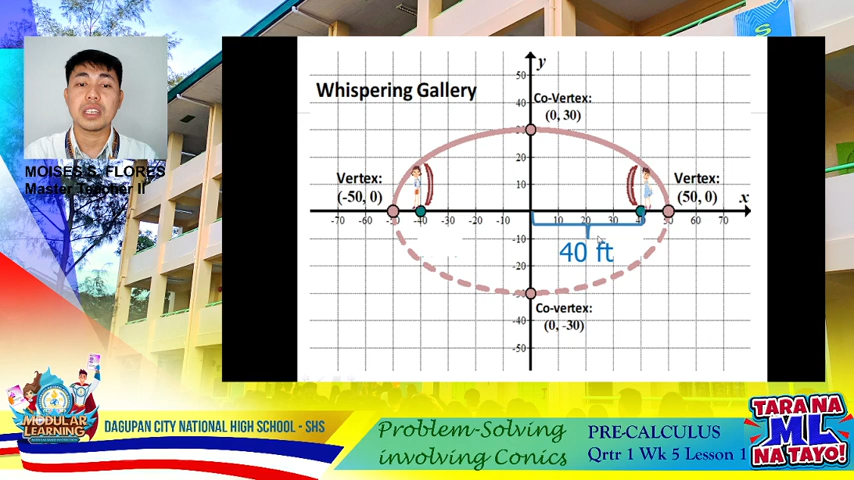 Whispering Gallery
y
50
Co-Vertex:
40
(0, 30)
20
10
Vertex:
(-50, 0)
Vertex:
(50, 0)
x
-70 -60 -50 -40 -30 -20 -10 10 20 30 40 50 60 70
-10
40 ft
-20
Co-vertex:
(0, -30)
-40
-50
MOISES S. FLORES
Master Teacher II
MODULAR
LEARNING
DAGUPAN CITY NATIONAL HIGH SCHOOL - SHS
Problem-Solving
involving Conics
PRE-CALCULUS
Qrtr 1 Wk 5 Lesson 1
TARA NA
ML
NA TAYO!